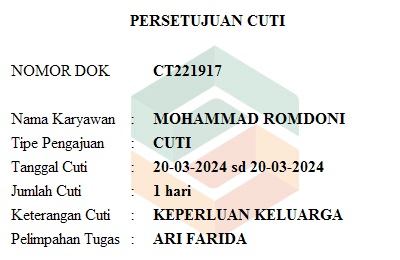 PERSETUJUAN CUTI
NOMOR DOK CT221917
Nama Karyawan : MOHAMMAD ROMDONI
Tipe Pengajuan : CUTI
Tanggal Cuti : 20-03-2024 sd 20-03-2024
Jumlah Cuti : 1 hari
Keterangan Cuti : KEPERLUAN KELUARGA
Pelimpahan Tugas : ARI FARIDA